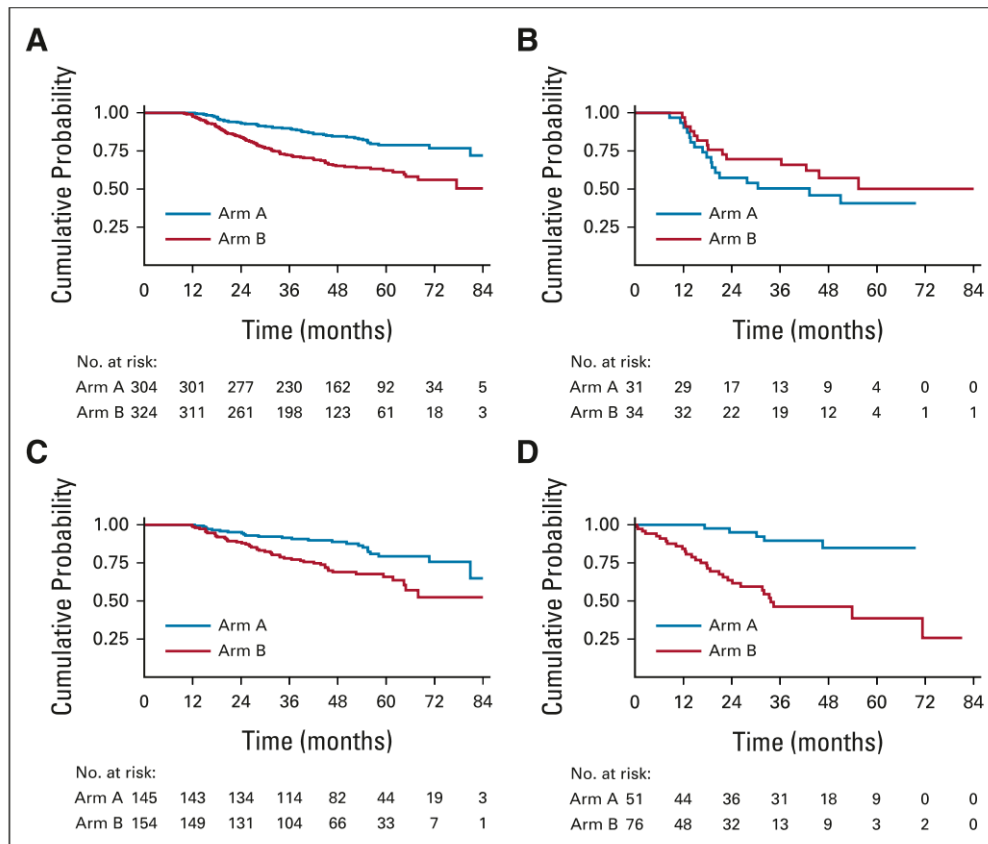 A
Cumulative Probability
1.00
0.75
0.50
0.25
Arm A
Arm B
0 12 24 36 48 60 72 84
Time (months)
No. at risk:
Arm A 304 301 277 230 162 92 34 5
Arm B 324 311 261 198 123 61 18 3
B
Cumulative Probability
1.00
0.75
0.50
0.25
Arm A
Arm B
0 12 24 36 48 60 72 84
Time (months)
No. at risk:
Arm A 31 29 17 13 9 4 0 0
Arm B 34 32 22 19 12 4 1 1
C
Cumulative Probability
1.00
0.75
0.50
0.25
Arm A
Arm B
0 12 24 36 48 60 72 84
Time (months)
No. at risk:
Arm A 145 143 134 114 82 44 19 3
Arm B 154 149 131 104 66 33 7 1
D
Cumulative Probability
1.00
0.75
0.50
0.25
Arm A
Arm B
0 12 24 36 48 60 72 84
Time (months)
No. at risk:
Arm A 51 44 36 31 18 9 0 0
Arm B 76 48 32 13 9 3 2 0